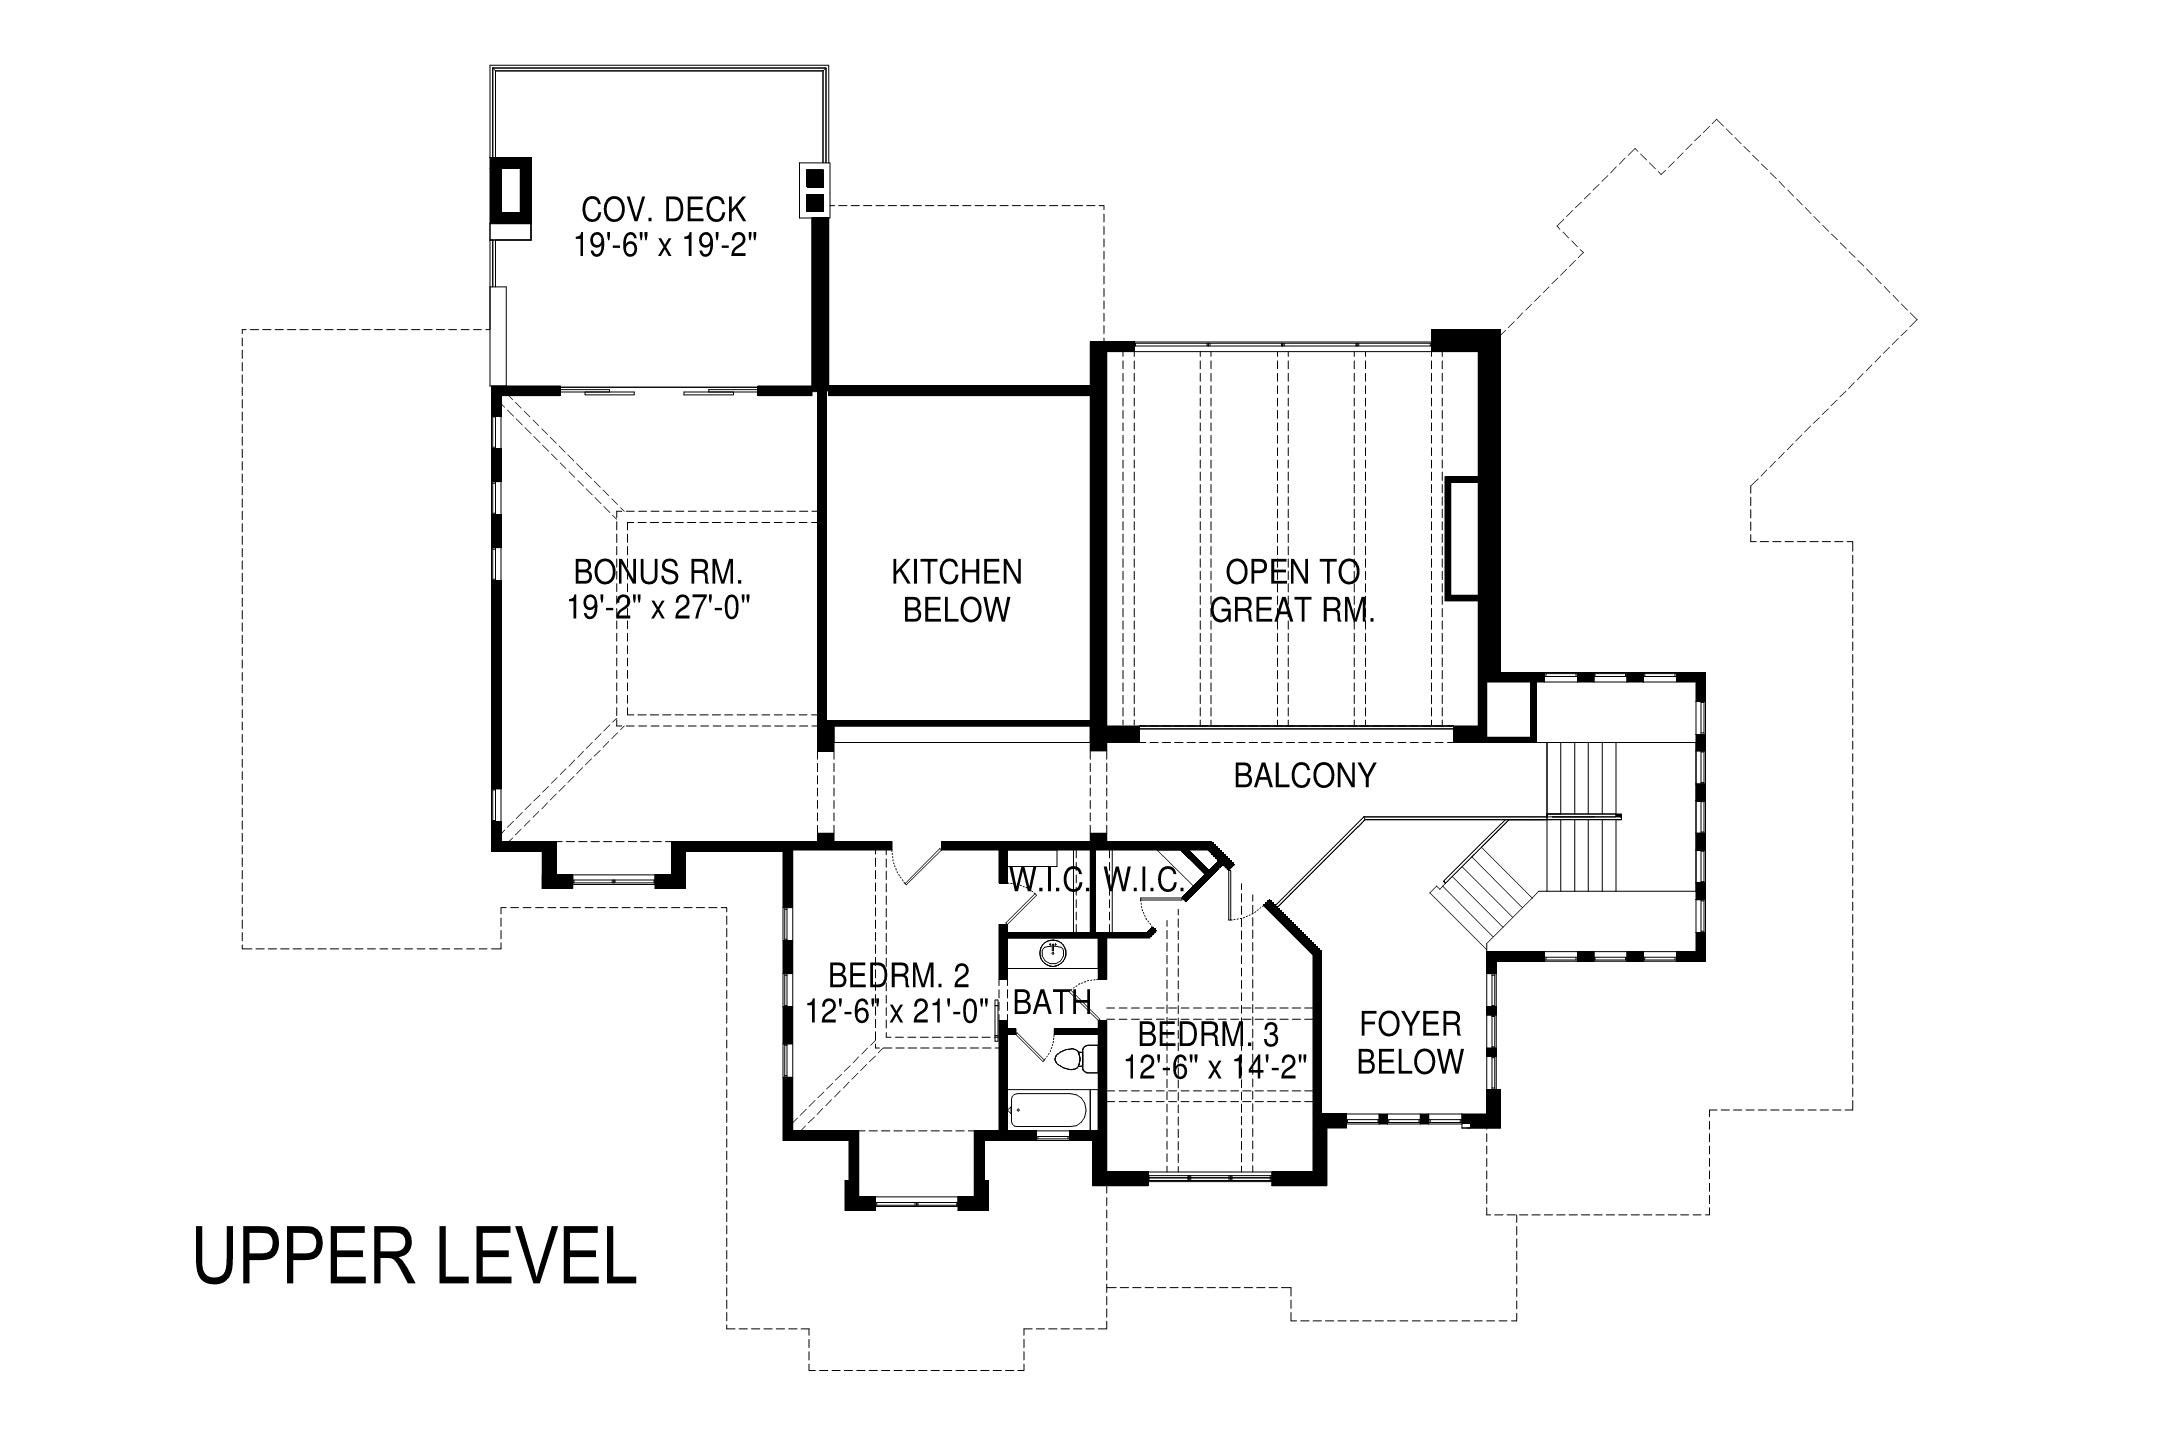 COV. DECK
19'-6" x 19'-2"
BONUS RM.
19'-2" x 27'-0"
KITCHEN
BELOW
OPEN TO
GREAT RM.
BALCONY
W.I.C.
W.I.C.
BEDRM. 2
12'-6" x 21'-0"
BATH
BEDRM. 3
12'-6" x 14'-2"
FOYER
BELOW
UPPER LEVEL